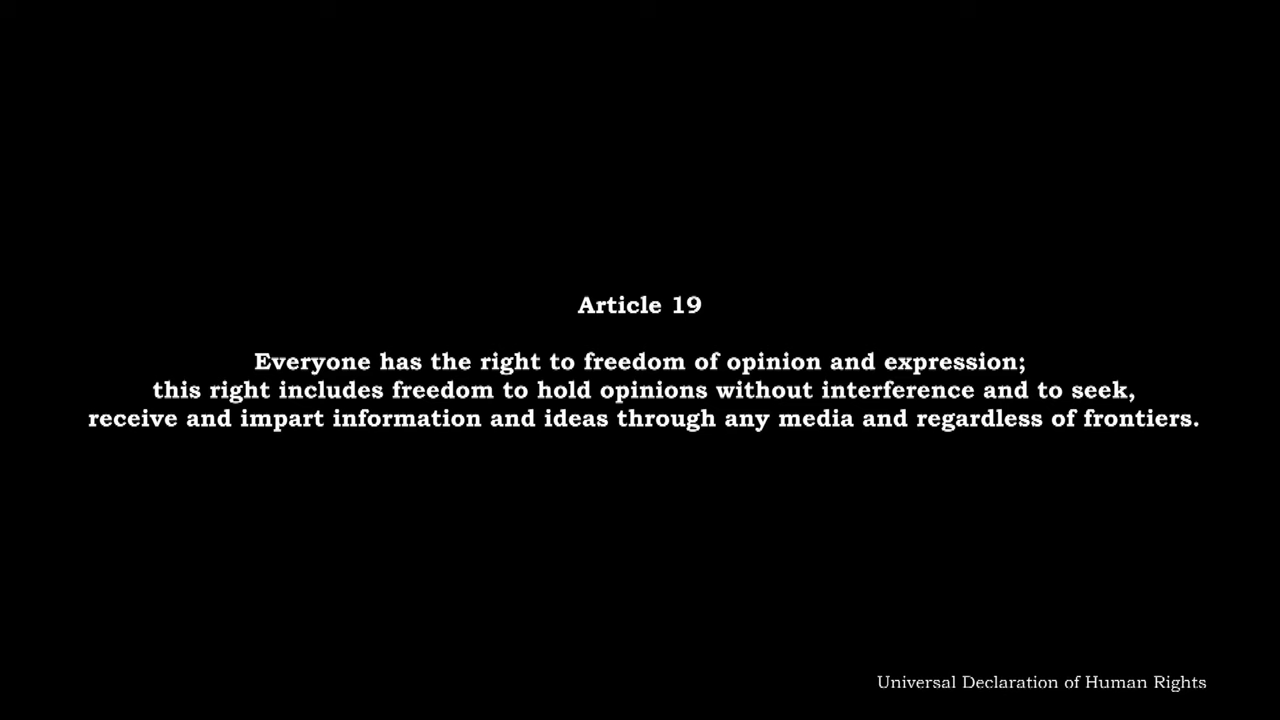 Article 19
Everyone has the right to freedom of opinion and expression;
this right includes freedom to hold opinions without interference and to seek,
receive and impart information and ideas through any media and regardless of frontiers.
Universal Declaration of Human Rights